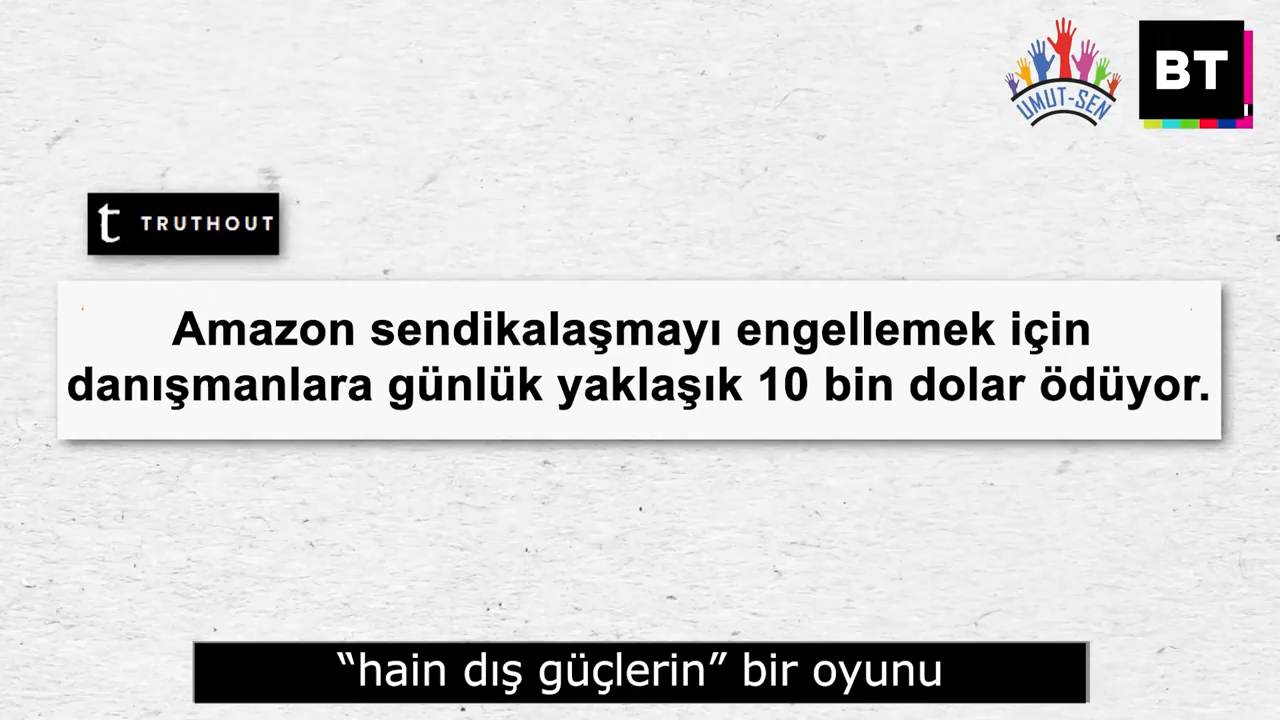 UMUT-SEN
BT
t TRUTHOUT
Amazon sendikalaşmayı engellemek için
danışmanlara günlük yaklaşık 10 bin dolar ödüyor.
“hain dış güçlerin” bir oyunu